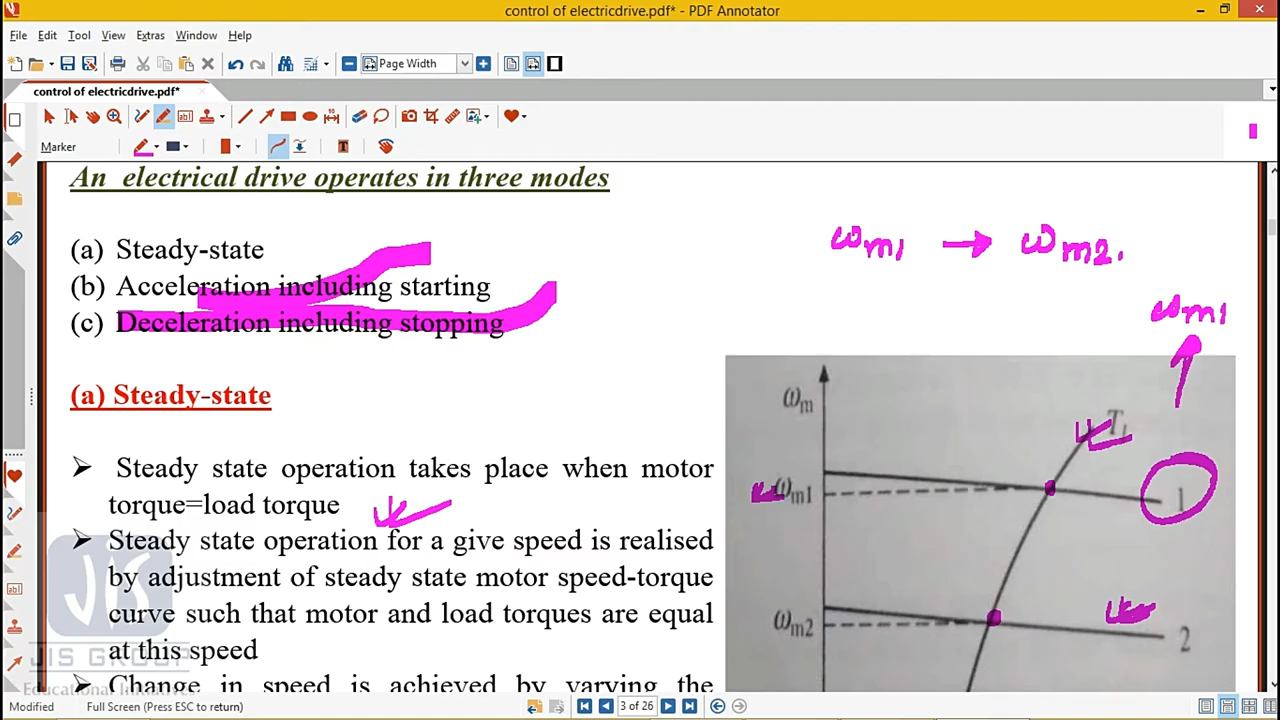 control of electricdrive.pdf* - PDF Annotator
File Edit Tool View Extras Window Help
Page Width
control of electricdrive.pdf*
Marker
An electrical drive operates in three modes
(a) Steady-state
(b) Acceleration including starting
(c) Deceleration including stopping
ωm1 → ωm2.
ωm1
(a) Steady-state
➢ Steady state operation takes place when motor
torque=load torque
➢ Steady state operation for a give speed is realised
by adjustment of steady state motor speed-torque
curve such that motor and load torques are equal
at this speed
➢ Change in speed is achieved by varying the
ωm
ωm1
1
ωm2
2
JIS
JIS GROUP
Educational Initiatives
Modified Full Screen (Press ESC to return) 3 of 26